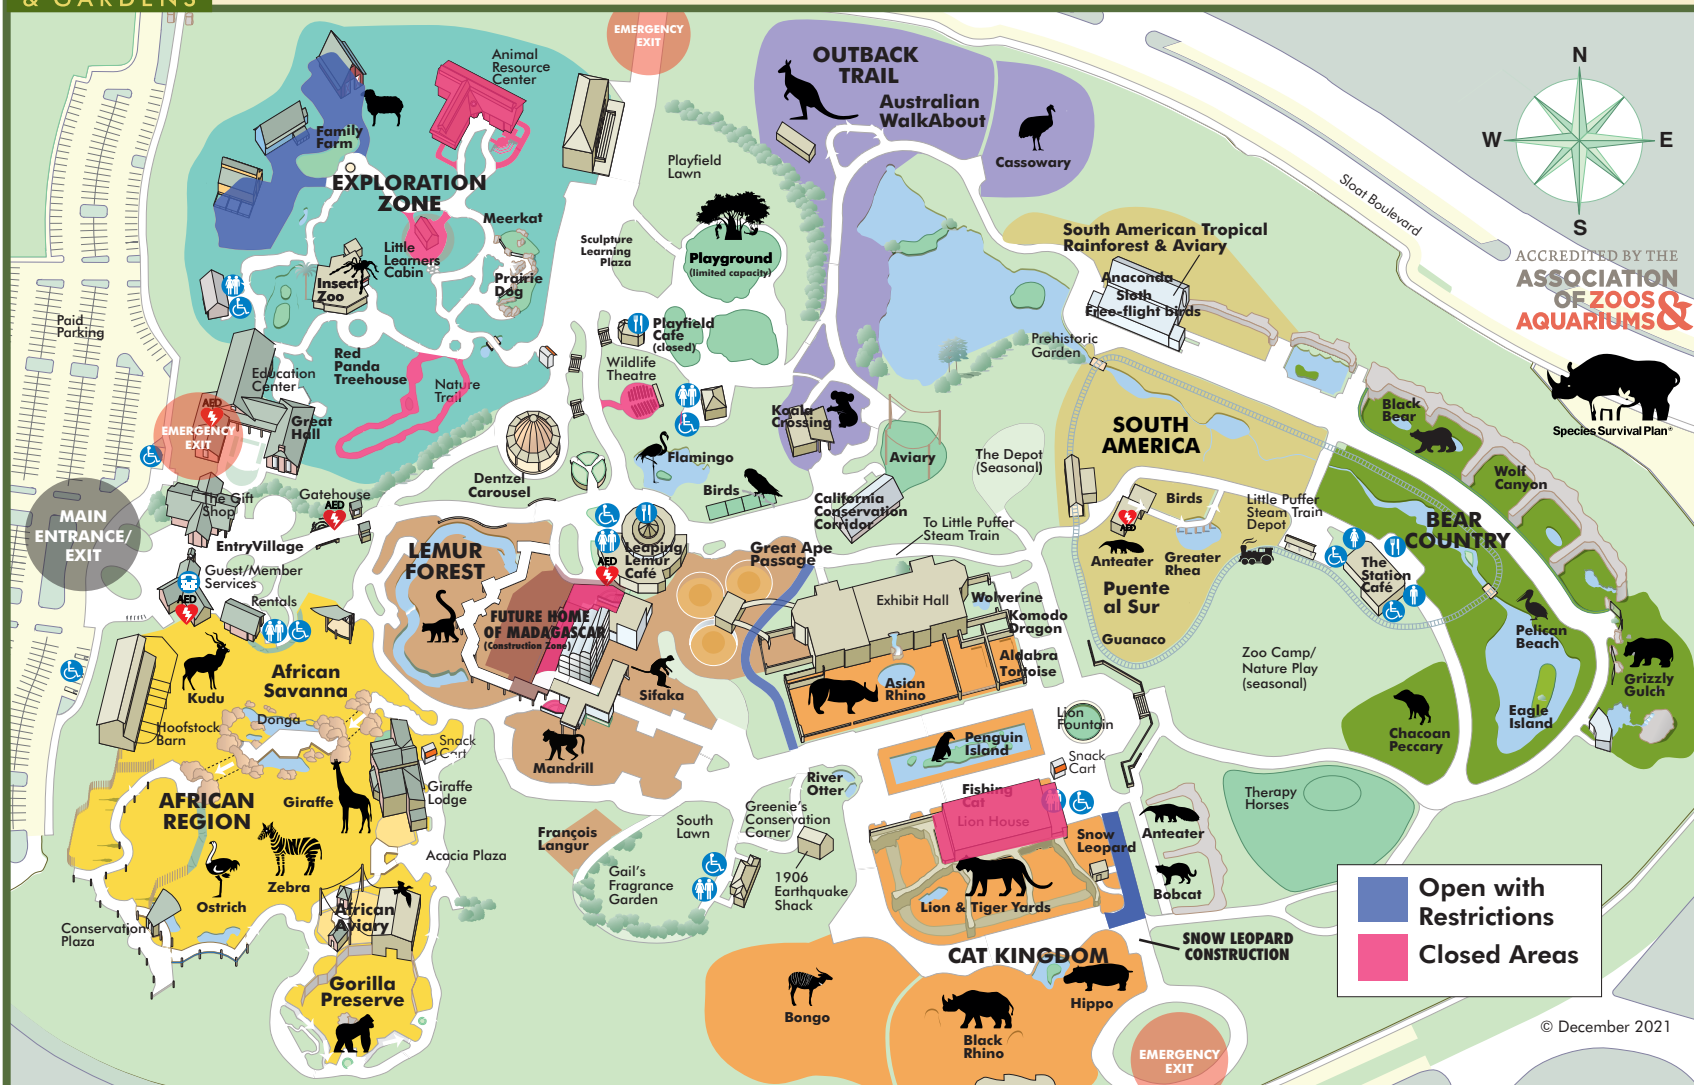 & GARDENS
EMERGENCY
EXIT
Animal
Resource
Center
Family
Farm
EXPLORATION
ZONE
Meerkat
Little
Learners
Cabin
Insect
Zoo
Prairie
Dog
Red
Panda
Treehouse
Nature
Trail
Education
Center
Great
Hall
AED
EMERGENCY
EXIT
Paid
Parking
MAIN
ENTRANCE/
EXIT
The Gift
Shop
Gatehouse
AED
EntryVillage
Guest/Member
Services
AED
Rentals
Playfield
Lawn
Sculpture
Learning
Plaza
Playground
(limited capacity)
Playfield
Cafe
(closed)
Wildlife
Theatre
Dentzel
Carousel
Flamingo
Birds
OUTBACK
TRAIL
Australian
WalkAbout
Cassowary
Koala
Crossing
Aviary
California
Conservation
Corridor
The Depot
(Seasonal)
To Little Puffer
Steam Train
South American Tropical
Rainforest & Aviary
Anaconda
Sloth
Free-flight birds
Prehistoric
Garden
Sloat Boulevard
N
W
E
S
ACCREDITED BY THE
ASSOCIATION
OF ZOOS
&
AQUARIUMS
Species Survival Plan®
SOUTH
AMERICA
Birds
AED
Anteater
Greater
Rhea
Puente
al Sur
Guanaco
Little Puffer
Steam Train
Depot
Black
Bear
Wolf
Canyon
BEAR
COUNTRY
The
Station
Café
Pelican
Beach
Eagle
Island
Grizzly
Gulch
Chacoan
Peccary
Zoo Camp/
Nature Play
(seasonal)
LEMUR
FOREST
Leaping
Lemur
Café
AED
FUTURE HOME
OF MADAGASCAR
(Construction Zone)
Sifaka
Mandrill
Great Ape
Passage
Exhibit Hall
Wolverine
Komodo
Dragon
Aldabra
Tortoise
Asian
Rhino
Penguin
Island
Lion
Fountain
Snack
Cart
River
Otter
Fishing
Cat
Lion House
Snow
Leopard
Lion & Tiger Yards
Anteater
Bobcat
Therapy
Horses
SNOW LEOPARD
CONSTRUCTION
CAT KINGDOM
Hippo
Black
Rhino
Bongo
EMERGENCY
EXIT
African
Savanna
Kudu
Hoofstock
Barn
Donga
Snack
Cart
Giraffe
Lodge
Giraffe
AFRICAN
REGION
Zebra
Ostrich
Acacia Plaza
African
Aviary
Conservation
Plaza
Gorilla
Preserve
François
Langur
South
Lawn
Greenie's
Conservation
Corner
Gail's
Fragrance
Garden
1906
Earthquake
Shack
Open with
Restrictions
Closed Areas
© December 2021